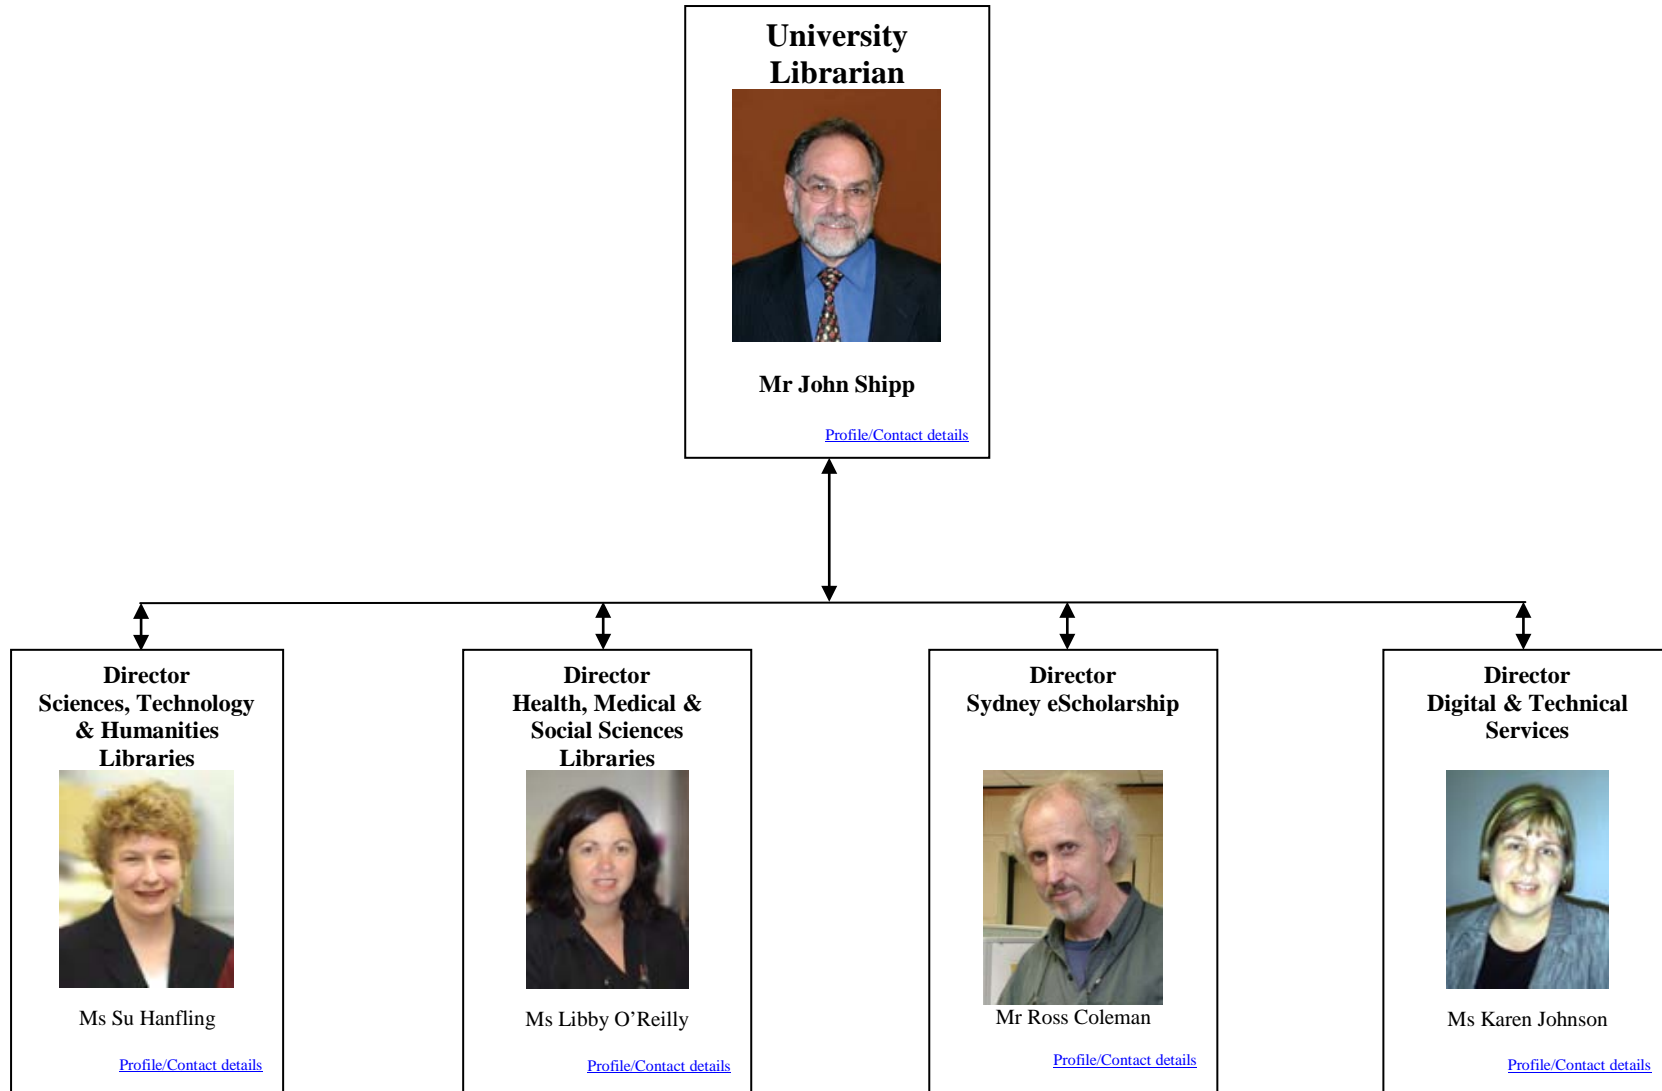 University
Librarian
Mr John Shipp
Profile/Contact details
Director
Sciences, Technology
& Humanities
Libraries
Ms Su Hanfling
Profile/Contact details
Director
Health, Medical &
Social Sciences
Libraries
Ms Libby O’Reilly
Profile/Contact details
Director
Sydney eScholarship
Mr Ross Coleman
Profile/Contact details
Director
Digital & Technical
Services
Ms Karen Johnson
Profile/Contact details